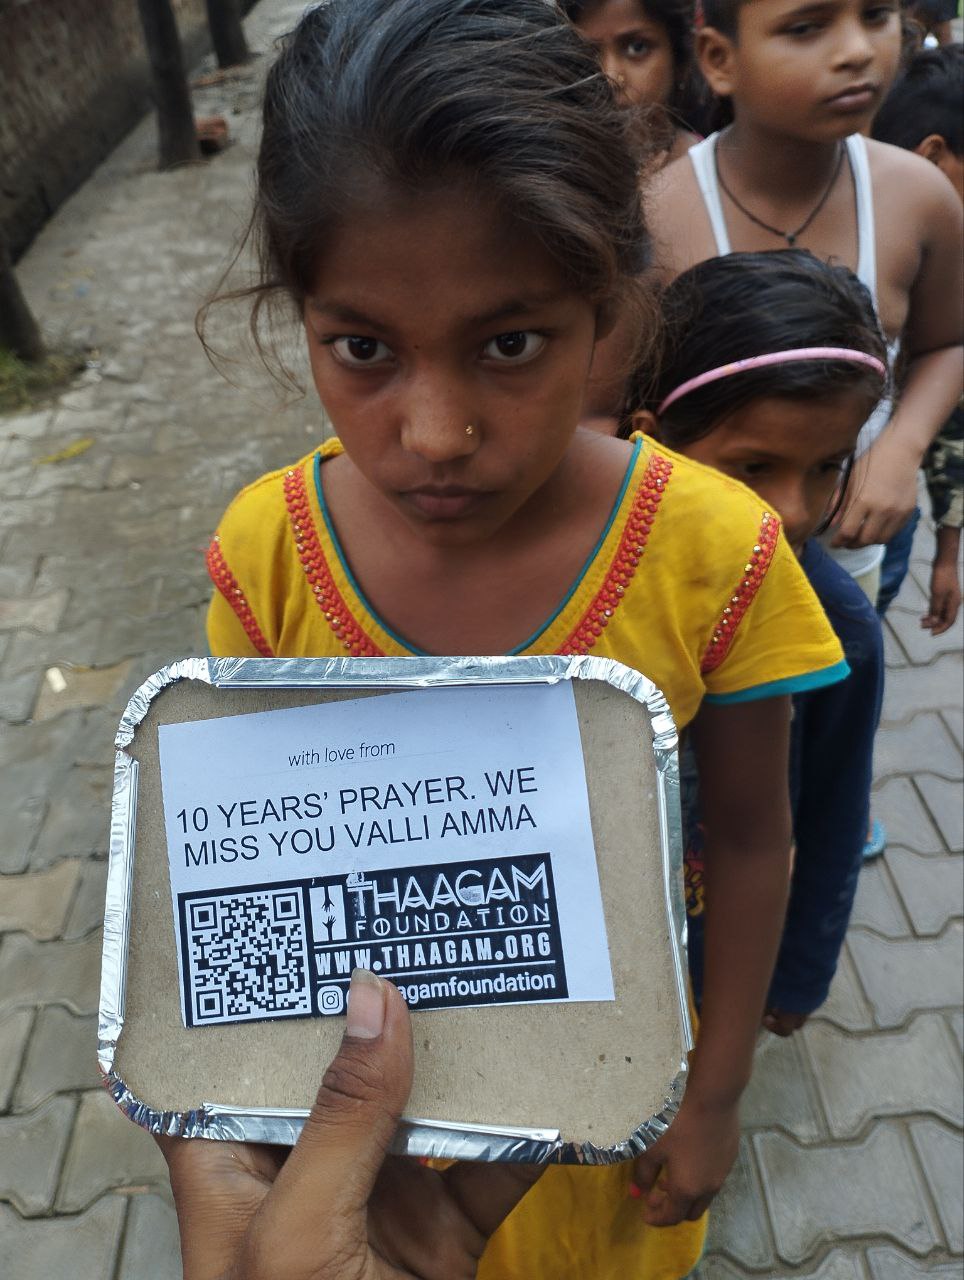 with love from
10 YEARS' PRAYER. WE
MISS YOU VALLI AMMA
THAAGAM
FOUNDATION
WWW.THAAGAM.ORG
agamfoundation